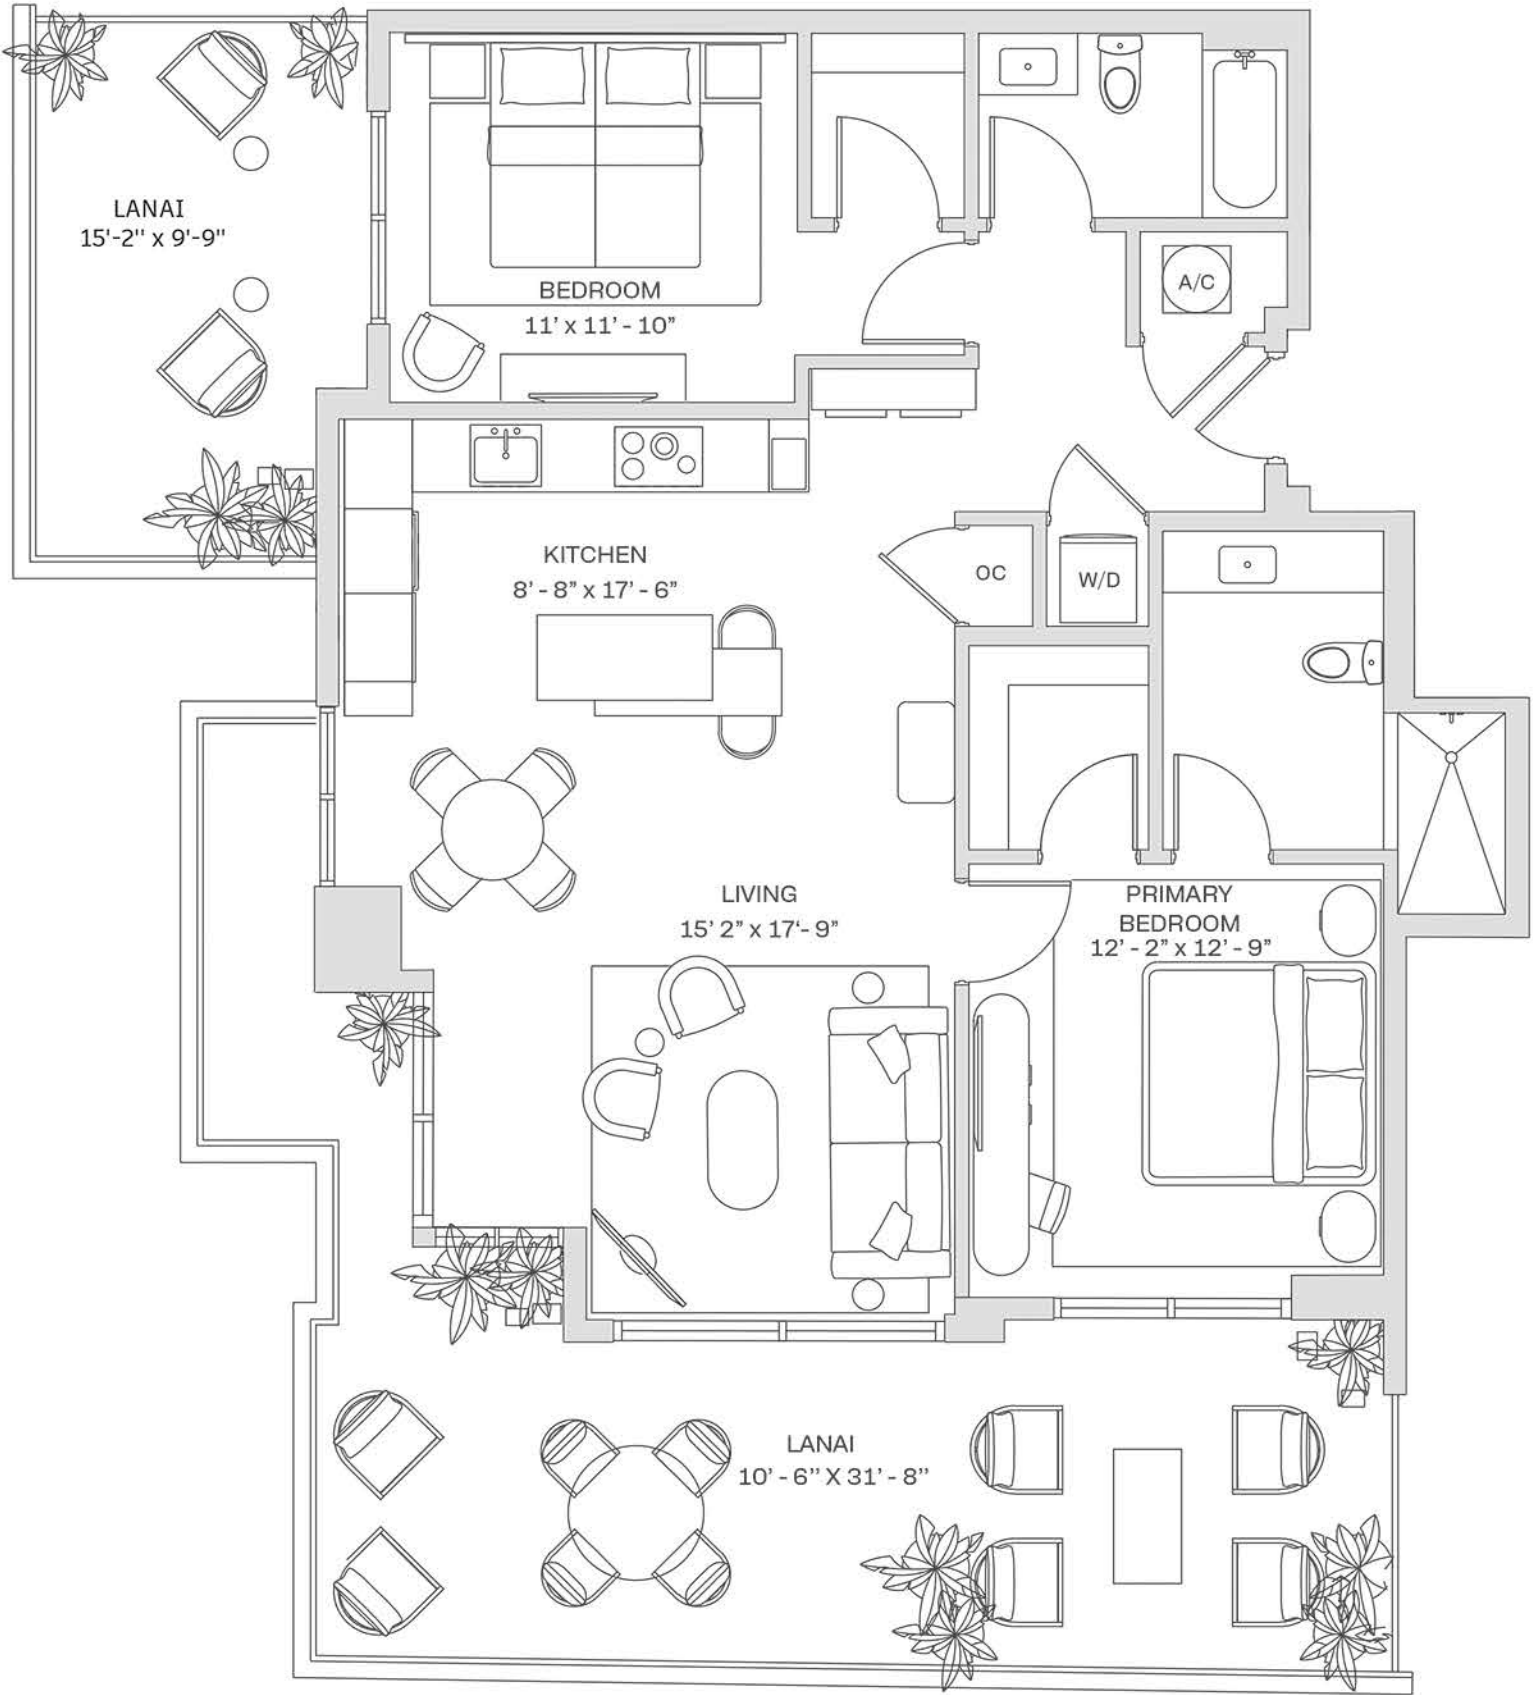 LANAI
15'-2" x 9'-9"
BEDROOM
11’ x 11’ - 10”
A/C
KITCHEN
8’ - 8” x 17’ - 6”
OC
W/D
LIVING
15’ 2” x 17‘- 9”
PRIMARY
BEDROOM
12’ - 2” x 12’ - 9”
LANAI
10’ - 6’’ X 31’ - 8’’